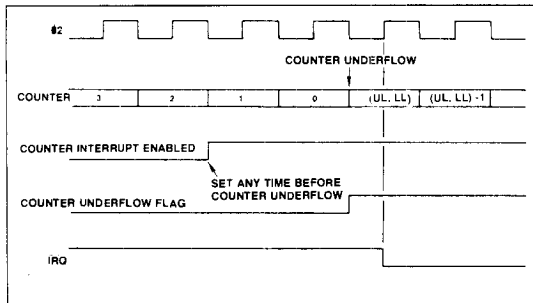 φ2
COUNTER UNDERFLOW
COUNTER 3 2 1 0 (UL, LL) (UL, LL) -1
COUNTER INTERRUPT ENABLED
SET ANY TIME BEFORE
COUNTER UNDERFLOW
COUNTER UNDERFLOW FLAG
IRQ